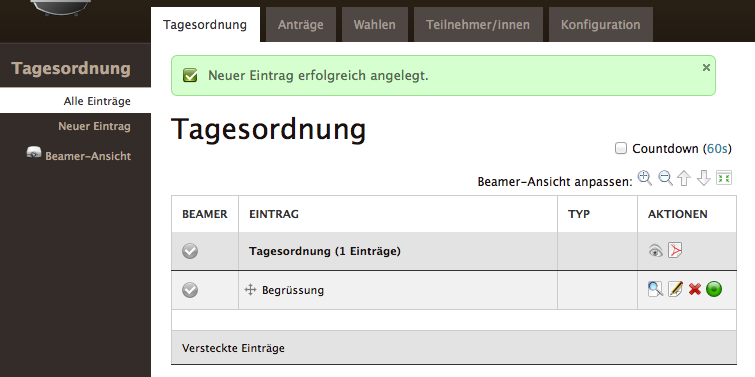 Tagesordnung Anträge Wahlen Teilnehmer/innen Konfiguration
Tagesordnung
Alle Einträge
Neuer Eintrag
Beamer-Ansicht
Neuer Eintrag erfolgreich angelegt.
Tagesordnung
Countdown (60s)
Beamer-Ansicht anpassen:
BEAMER EINTRAG TYP AKTIONEN
Tagesordnung (1 Einträge)
Begrüssung
Versteckte Einträge